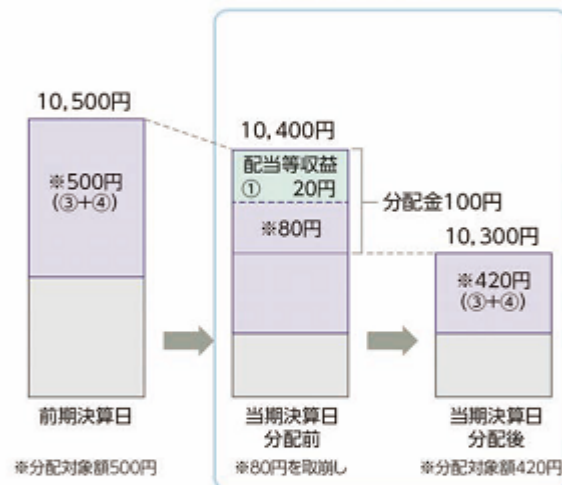 10,500円
※500円
(③+④)
前期決算日
※分配対象額500円
10,400円
配当等収益
① 20円
※80円
分配金100円
当期決算日
分配前
※80円を取崩し
10,300円
※420円
(③+④)
当期決算日
分配後
※分配対象額420円